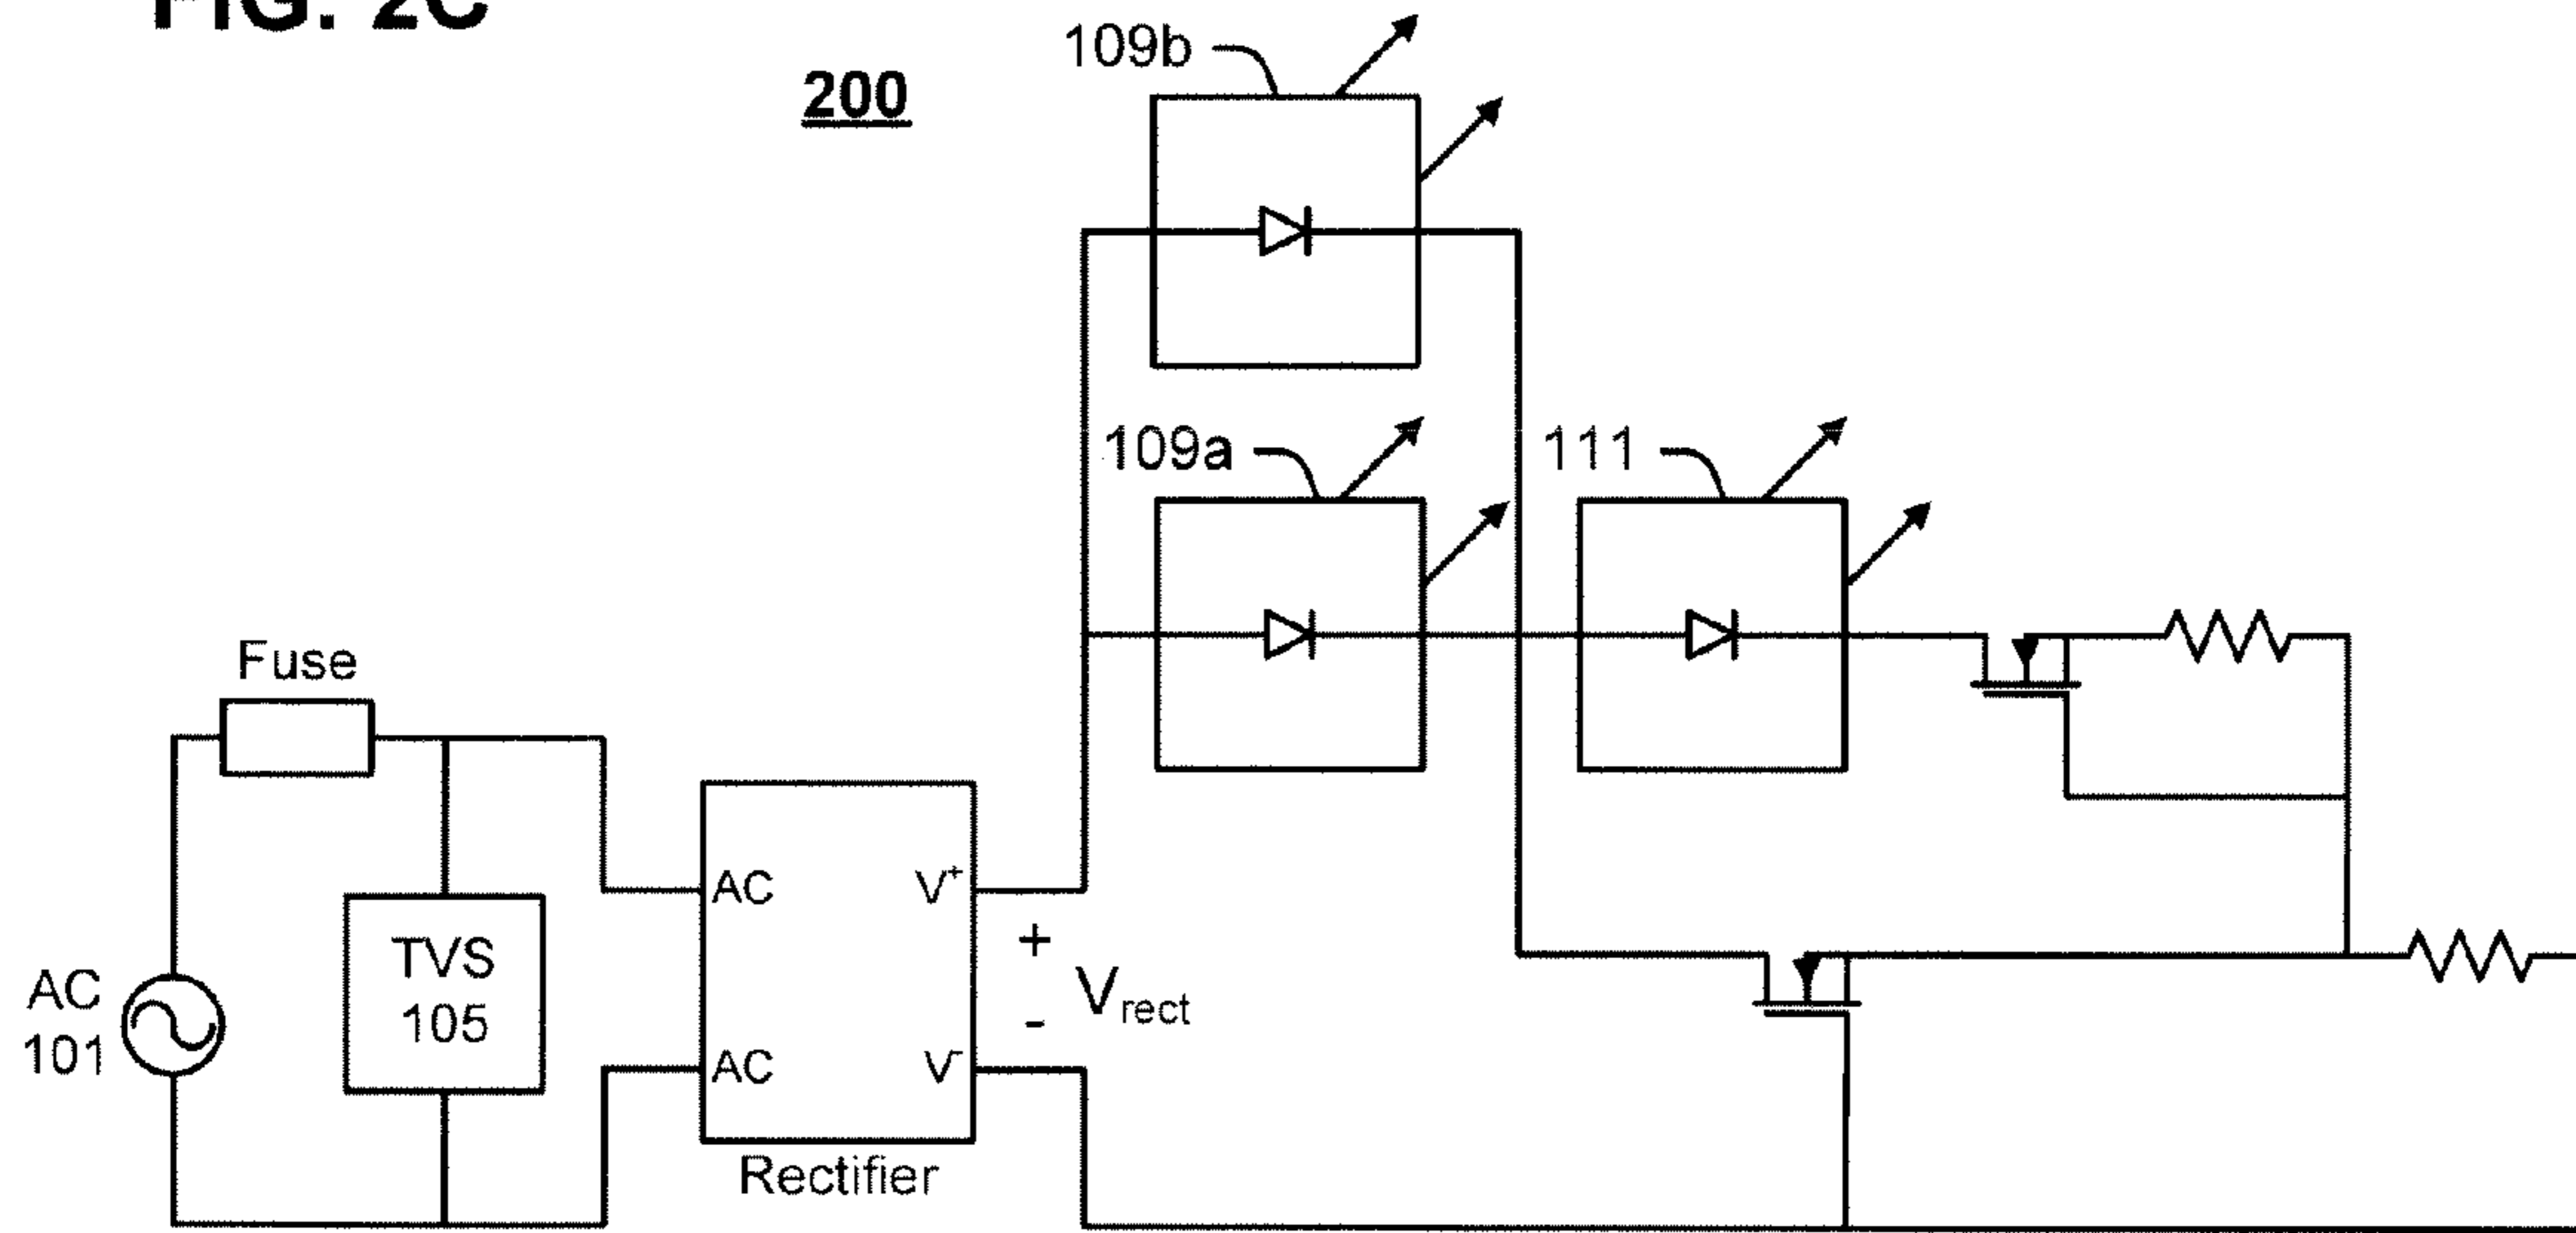 FIG. 2C
200
109b
109a
111
Fuse
TVS
105
AC
101
AC
AC
V+
V-
+
-
Vrect
Rectifier